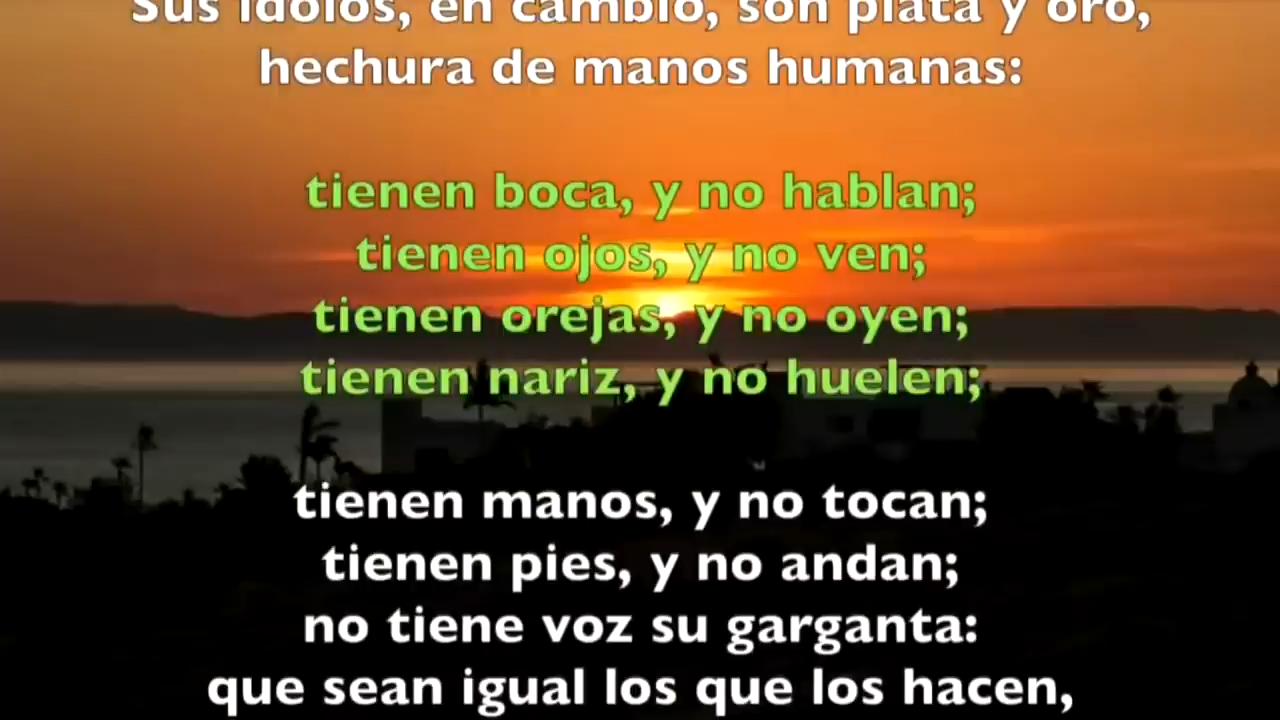 Sus ídolos, en cambio, son plata y oro,
hechura de manos humanas:
tienen boca, y no hablan;
tienen ojos, y no ven;
tienen orejas, y no oyen;
tienen nariz, y no huelen;
tienen manos, y no tocan;
tienen pies, y no andan;
no tiene voz su garganta:
que sean igual los que los hacen,